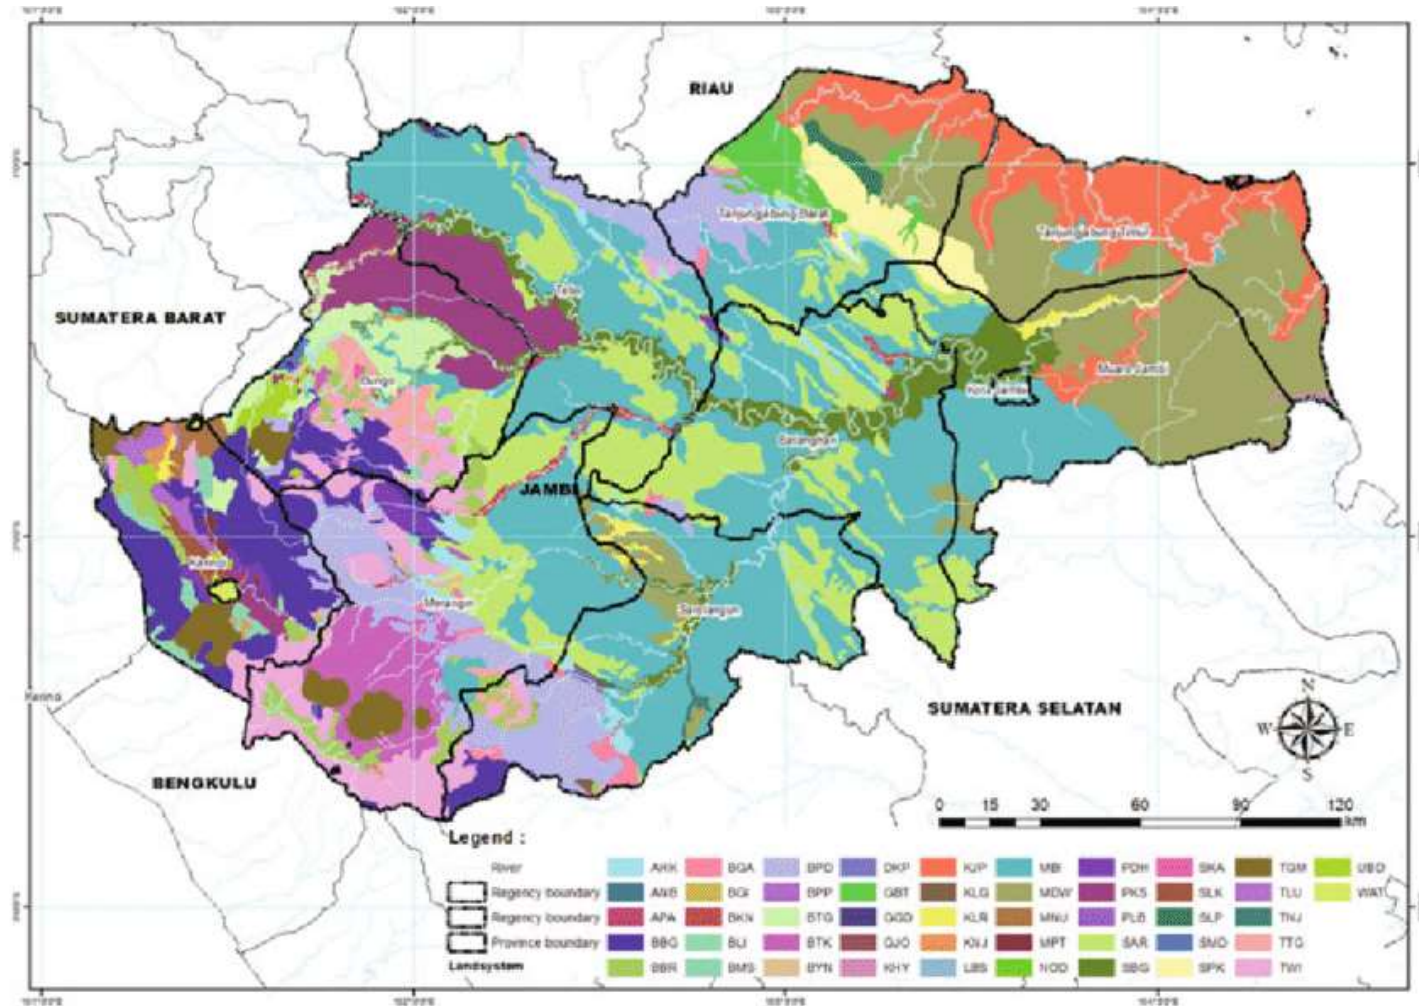 RIAU
Tanjungjabung Barat
Tanjungjabung Timur
SUMATERA BARAT
Tebo
Bungo
Muara Jambi
Kota Jambi
Batanghari
JAMBI
Kerinci
Merangin
Sarolangun
SUMATERA SELATAN
BENGKULU
N
W E
S
0 15 30 60 90 120
Km
Legend :
River AHK BGA BPD DKP KJP MBI PDH SKA TGM UBD
Regency boundary ANB BGI BPP GBT KLG MDW PKS SLK TLU WAT
Regency boundary APA BKN BTG GGD KLR MNU PLB SLP TNJ
Province boundary BBG BLI BTK GJO KNJ MPT SAR SMD TTG
Landsystem BBR BMS BYN KHY LBS NOD SBG SPK TWI